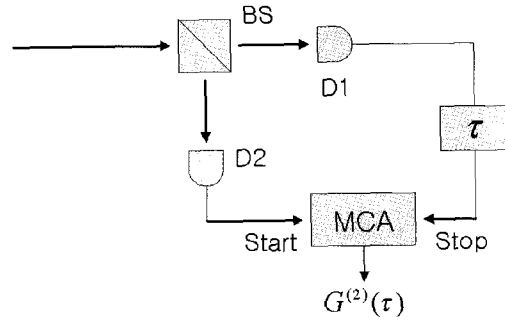 BS
D1
τ
D2
MCA
Start
Stop
G^{(2)}(τ)